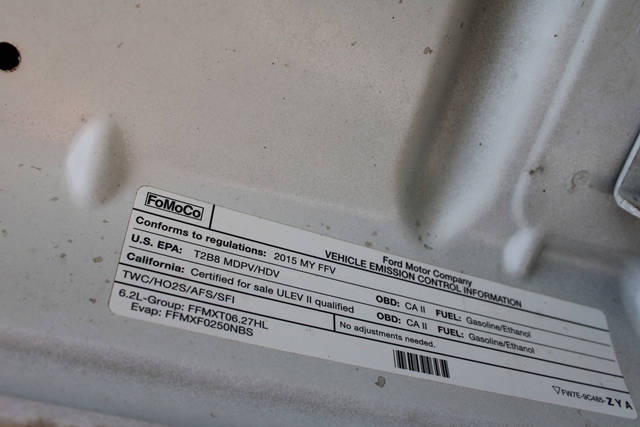 FoMoCo
Ford Motor Company
VEHICLE EMISSION CONTROL INFORMATION
Conforms to regulations: 2015 MY FFV
U.S. EPA: T2B8 MDPV/HDV OBD: CA II FUEL: Gasoline/Ethanol
California: Certified for sale ULEV II qualified OBD: CA II FUEL: Gasoline/Ethanol
TWC/HO2S/AFS/SFI
No adjustments needed.
6.2L-Group: FFMXT06.27HL
Evap: FFMXF0250NBS
FW7E-9C485-ZYA